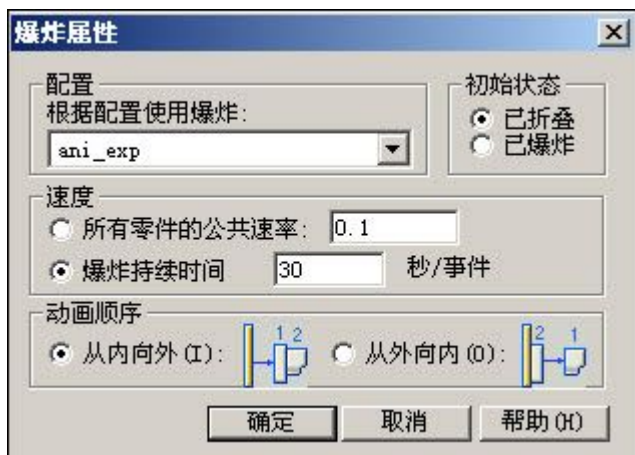 爆炸属性
配置
根据配置使用爆炸:
ani_exp
初始状态
已折叠
已爆炸
速度
所有零件的公共速率: 0.1
爆炸持续时间 30 秒/事件
动画顺序
从内向外(I): 1 2
从外向内(O): 2 1
确定 取消 帮助(H)